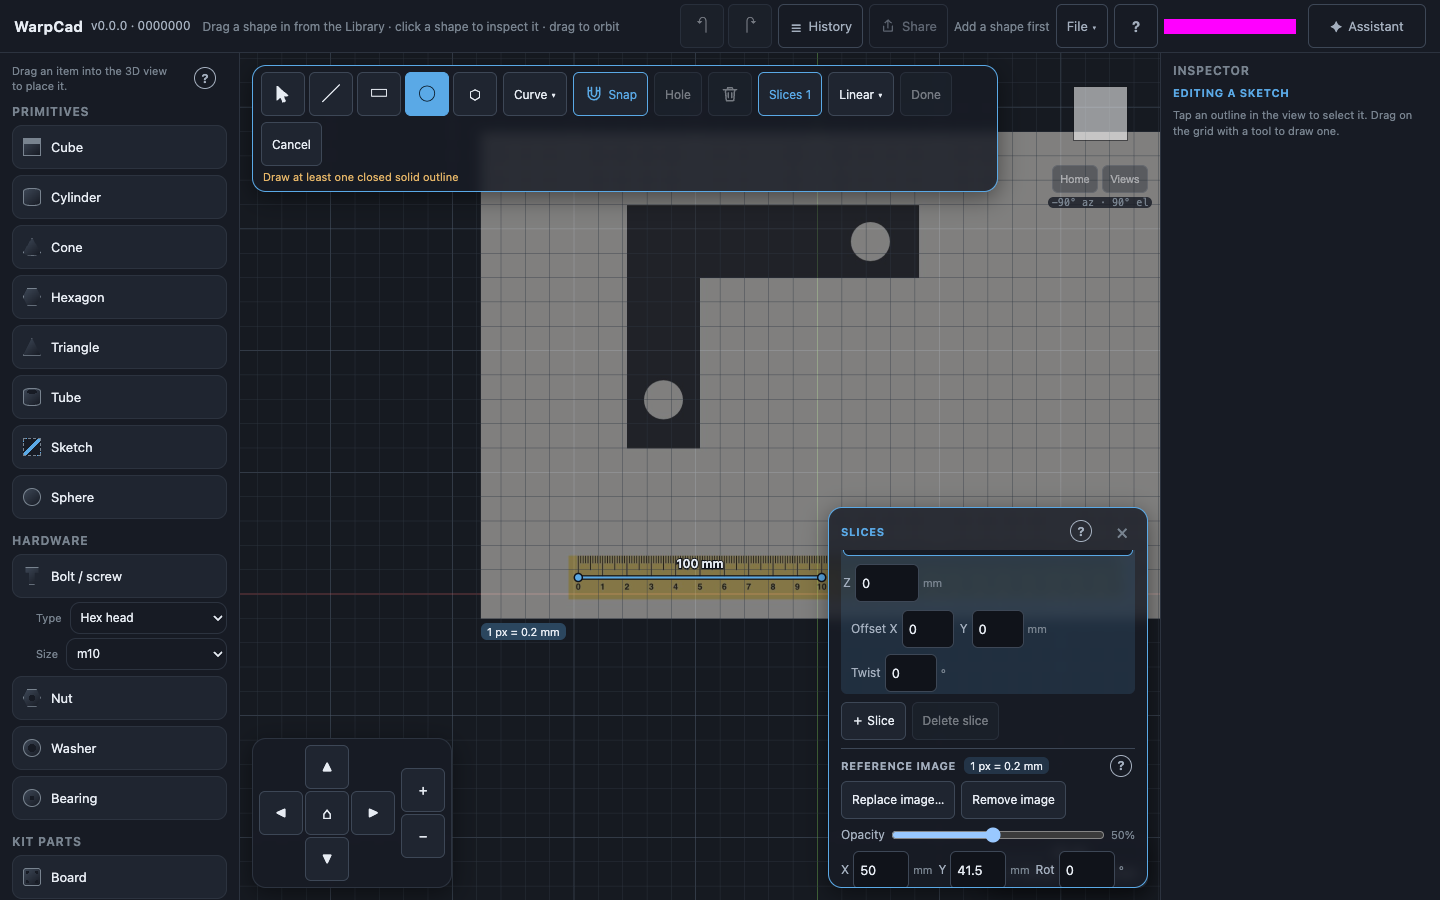 WarpCad v0.0.0 · 0000000 Drag a shape in from the Library · click a shape to inspect it · drag to orbit
History
Share
Add a shape first
File
?
Assistant
Drag an item into the 3D view
to place it.
?
PRIMITIVES
Cube
Cylinder
Cone
Hexagon
Triangle
Tube
Sketch
Sphere
HARDWARE
Bolt / screw
Type Hex head
Size m10
Nut
Washer
Bearing
KIT PARTS
Board
Curve
Snap
Hole
Slices 1
Linear
Done
Cancel
Draw at least one closed solid outline
Home
Views
-90° az · 90° el
100 mm
0 1 2 3 4 5 6 7 8 9 10
1 px = 0.2 mm
SLICES
?
Z 0 mm
Offset X 0 Y 0 mm
Twist 0 °
+ Slice
Delete slice
REFERENCE IMAGE 1 px = 0.2 mm
?
Replace image...
Remove image
Opacity 50%
X 50 mm Y 41.5 mm Rot 0 °
INSPECTOR
EDITING A SKETCH
Tap an outline in the view to select it. Drag on
the grid with a tool to draw one.